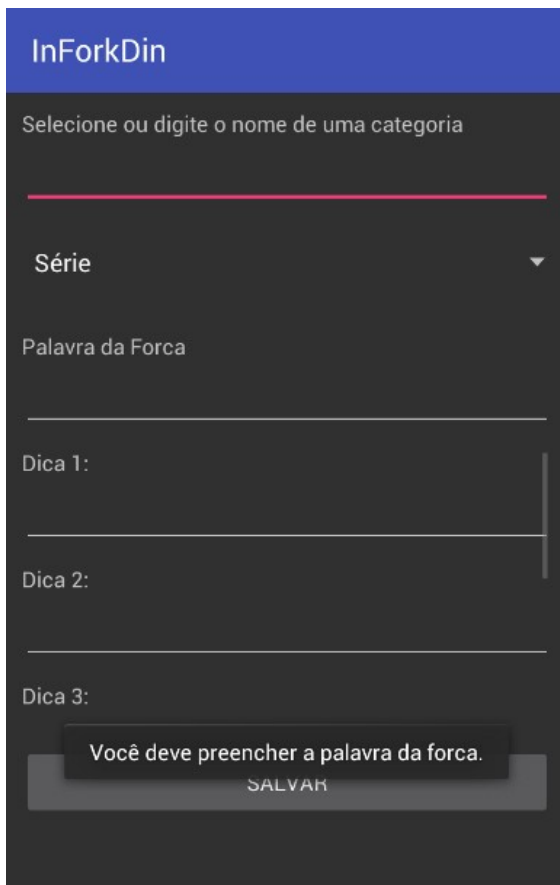 InForkDin
Selecione ou digite o nome de uma categoria
Série
Palavra da Forca
Dica 1:
Dica 2:
Dica 3:
Você deve preencher a palavra da forca.
SALVAR